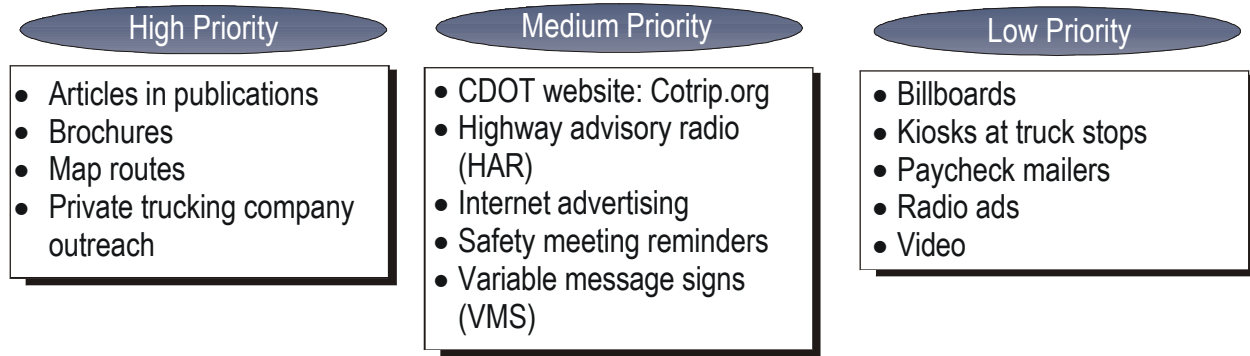 High Priority
• Articles in publications
• Brochures
• Map routes
• Private trucking company
outreach
Medium Priority
• CDOT website: Cotrip.org
• Highway advisory radio
(HAR)
• Internet advertising
• Safety meeting reminders
• Variable message signs
(VMS)
Low Priority
• Billboards
• Kiosks at truck stops
• Paycheck mailers
• Radio ads
• Video